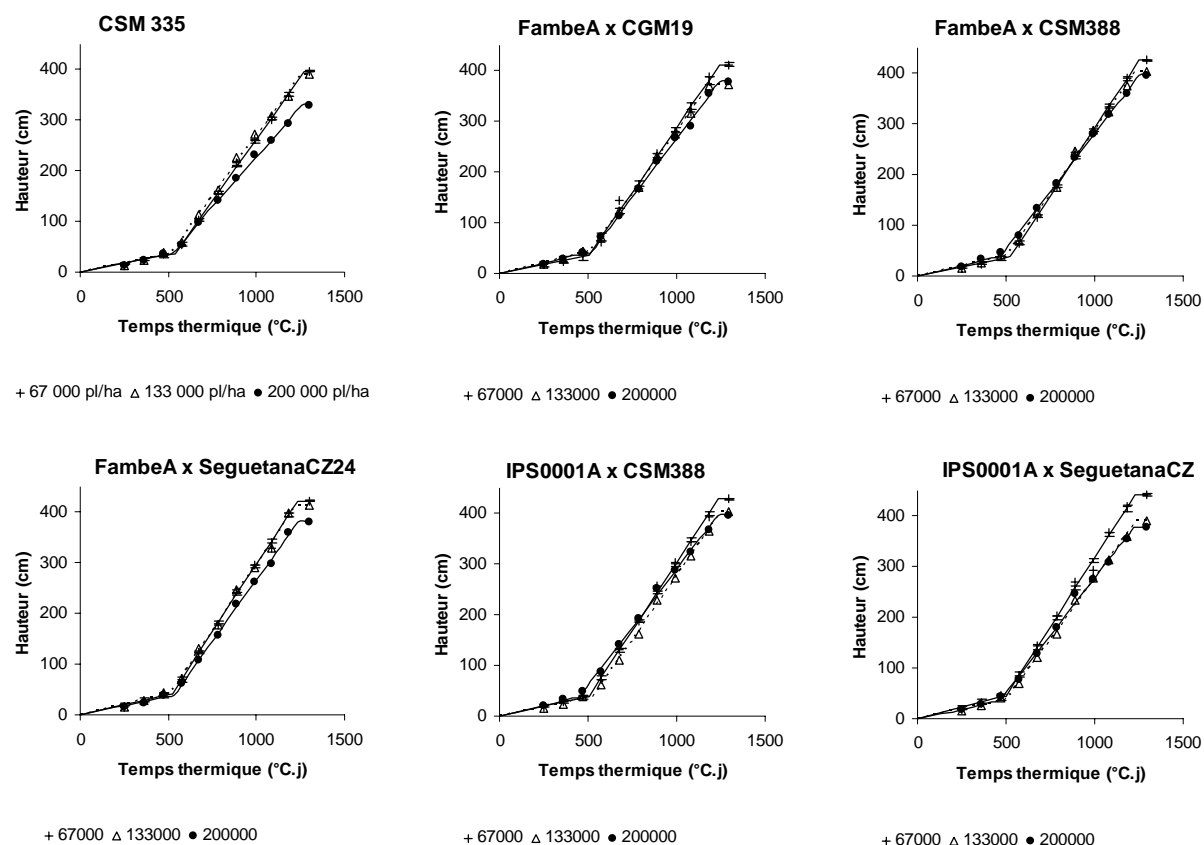 CSM 335
FambeA x CGM19
FambeA x CSM388
Hauteur (cm)
400
300
200
100
0
0 500 1000 1500
Temps thermique (°C.j)
Hauteur (cm)
400
300
200
100
0
0 500 1000 1500
Temps thermique (°C.j)
Hauteur (cm)
400
300
200
100
0
0 500 1000 1500
Temps thermique (°C.j)
+ 67 000 pl/ha △ 133 000 pl/ha ● 200 000 pl/ha
+ 67000 △ 133000 ● 200000
+ 67000 △ 133000 ● 200000
FambeA x SeguetanaCZ24
IPS0001A x CSM388
IPS0001A x SeguetanaCZ
Hauteur (cm)
400
300
200
100
0
0 500 1000 1500
Temps thermique (°C.j)
Hauteur (cm)
400
300
200
100
0
0 500 1000 1500
Temps thermique (°C.j)
Hauteur (cm)
400
300
200
100
0
0 500 1000 1500
Temps thermique (°C.j)
+ 67000 △ 133000 ● 200000
+ 67000 △ 133000 ● 200000
+ 67000 △ 133000 ● 200000